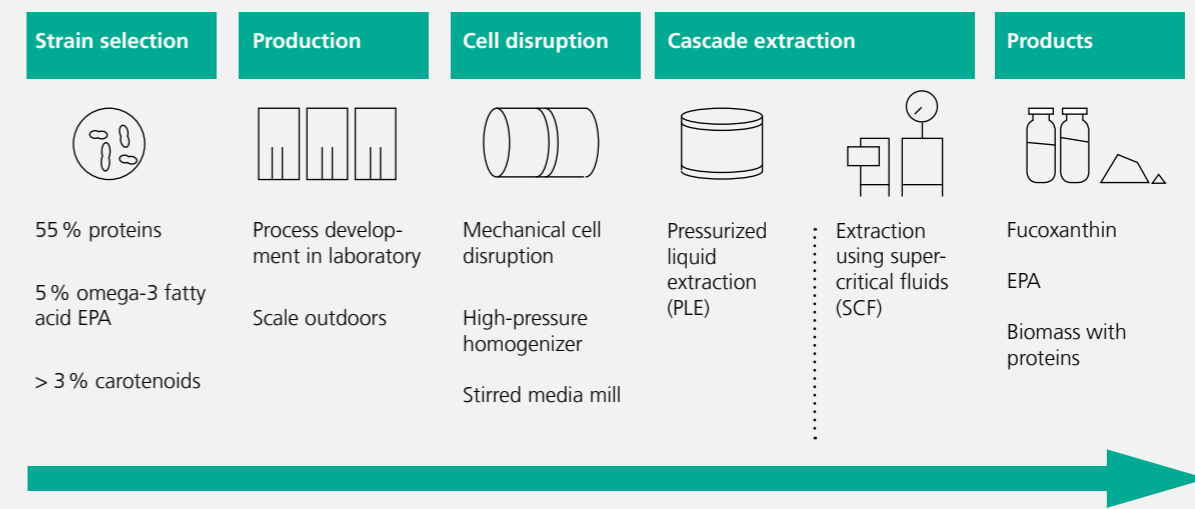 Strain selection
55 % proteins
5 % omega-3 fatty
acid EPA
> 3 % carotenoids
Production
Process develop-
ment in laboratory
Scale outdoors
Cell disruption
Mechanical cell
disruption
High-pressure
homogenizer
Stirred media mill
Cascade extraction
Pressurized
liquid
extraction
(PLE)
Extraction
using super-
critical fluids
(SCF)
Products
Fucoxanthin
EPA
Biomass with
proteins